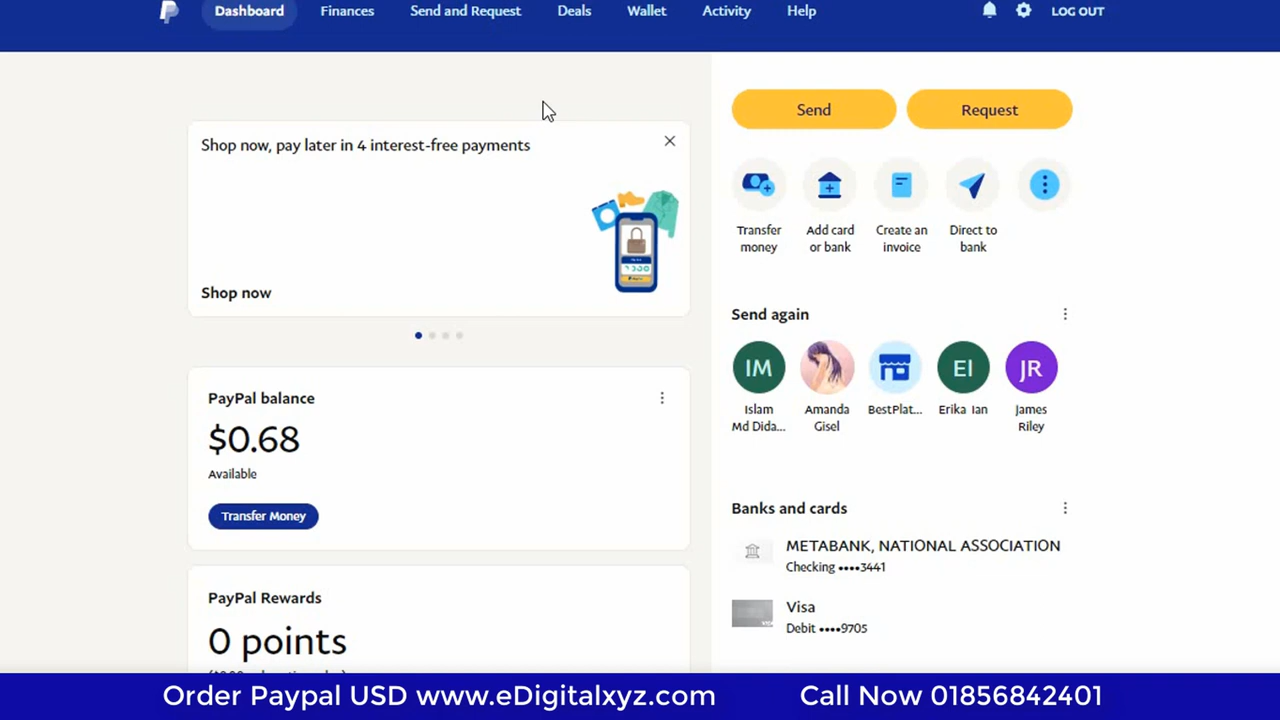 Dashboard Finances Send and Request Deals Wallet Activity Help LOG OUT
Shop now, pay later in 4 interest-free payments
Shop now
PayPal balance
$0.68
Available
Transfer Money
PayPal Rewards
0 points
Send Request
Transfer money
Add card or bank
Create an invoice
Direct to bank
Send again
IM
Islam
Md Dida...
Amanda
Gisel
BestPlat...
EI
Erika Ian
JR
James
Riley
Banks and cards
METABANK, NATIONAL ASSOCIATION
Checking ••••3441
Visa
Debit ••••9705
Order Paypal USD www.eDigitalxyz.com Call Now 01856842401